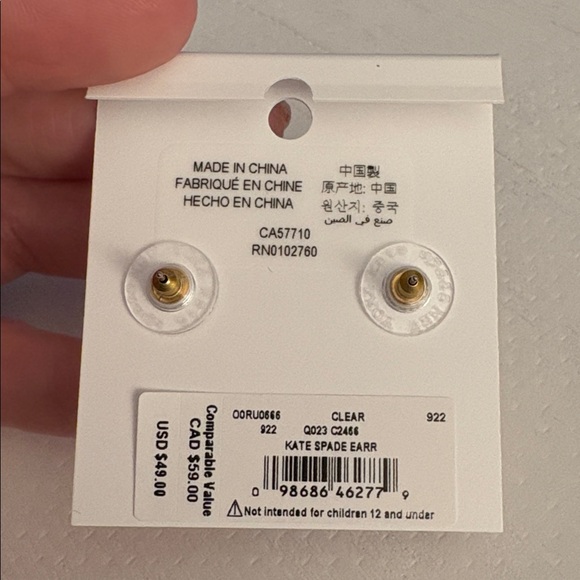 MADE IN CHINA
FABRIQUÉ EN CHINE
HECHO EN CHINA
中国製
原产地: 中国
원산지: 중국
صنع في الصين
CA57710
RN0102760
O0RU0666 CLEAR 922
922 Q023 C2466
KATE SPADE EARR
0 98686 46277 9
⚠Not intended for children 12 and under
Comparable Value
CAD $59.00
USD $49.00